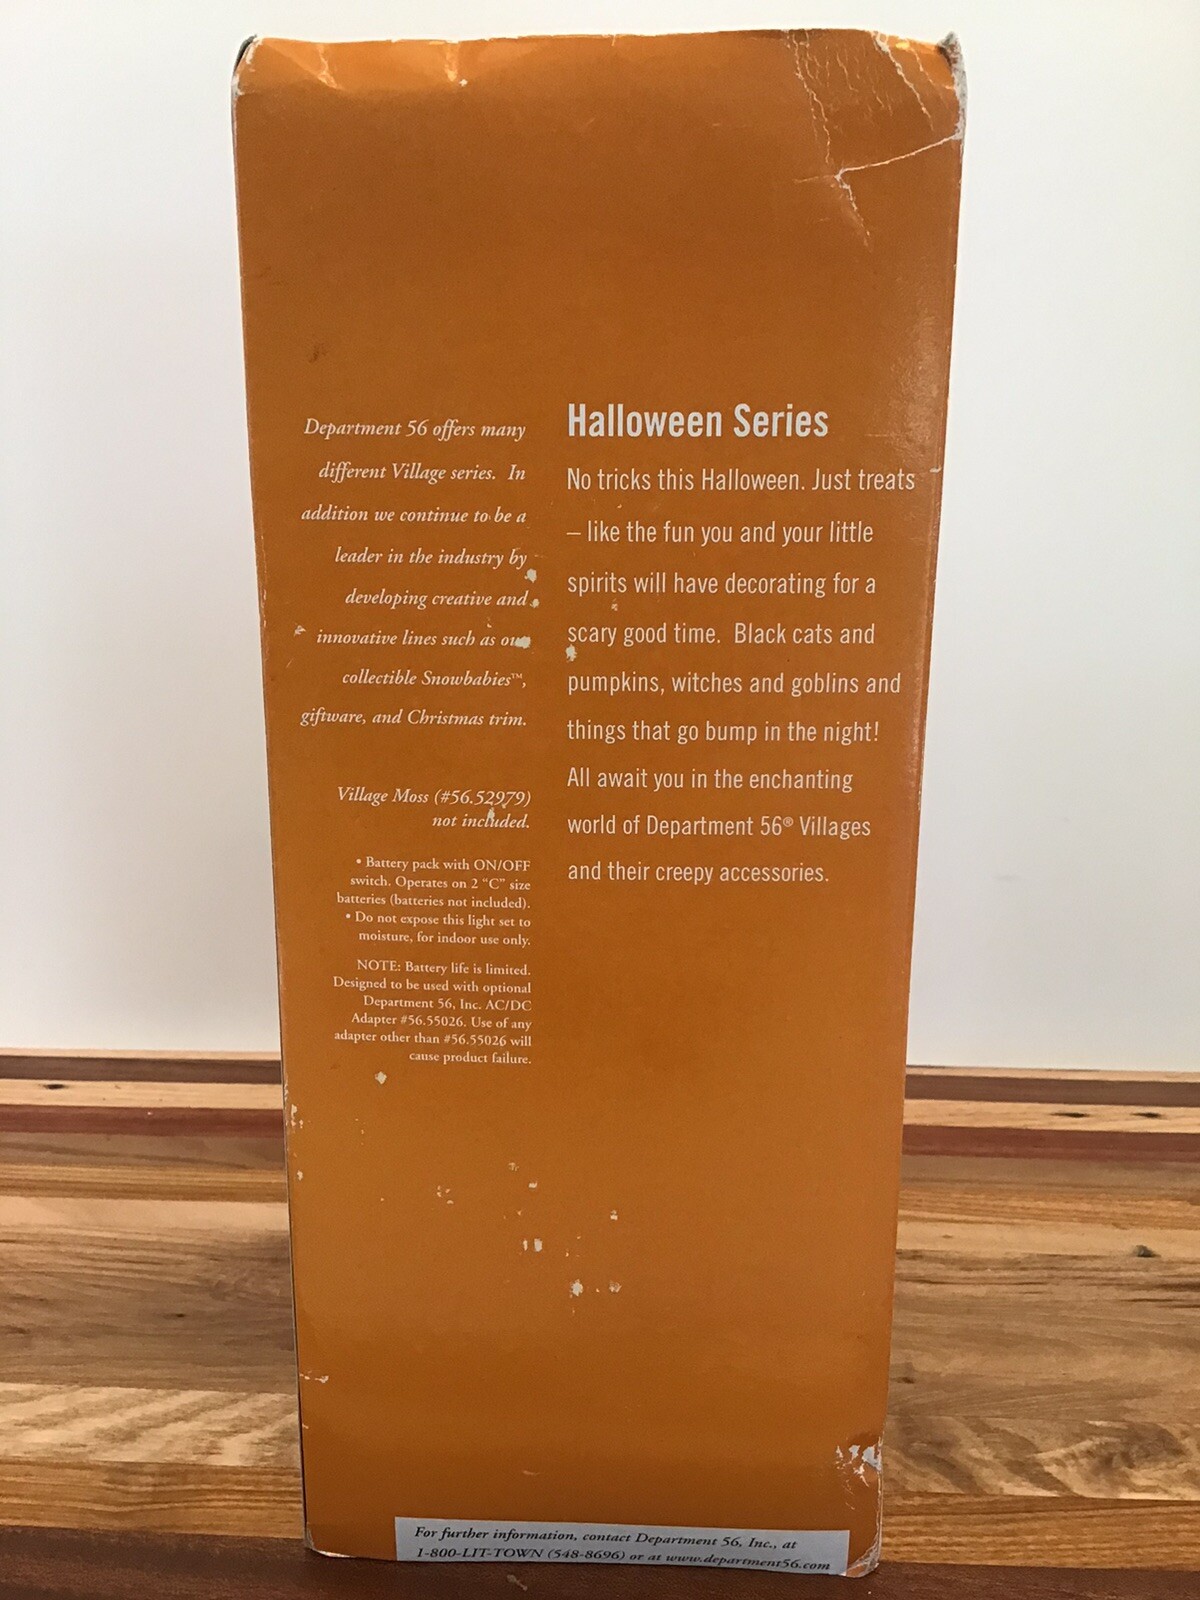 Department 56 offers many
different Village series. In
addition we continue to be a
leader in the industry by
developing creative and
innovative lines such as our
collectible Snowbabies™,
giftware, and Christmas trim.
Village Moss (#56.52979)
not included.
• Battery pack with ON/OFF
switch. Operates on 2 "C" size
batteries (batteries not included).
• Do not expose this light set to
moisture, for indoor use only.
NOTE: Battery life is limited.
Designed to be used with optional
Department 56, Inc. AC/DC
Adapter #56.55026. Use of any
adapter other than #56.55026 will
cause product failure.
Halloween Series
No tricks this Halloween. Just treats
– like the fun you and your little
spirits will have decorating for a
scary good time. Black cats and
pumpkins, witches and goblins and
things that go bump in the night!
All await you in the enchanting
world of Department 56® Villages
and their creepy accessories.
For further information, contact Department 56, Inc., at
1-800-LIT-TOWN (548-8696) or at www.department56.com